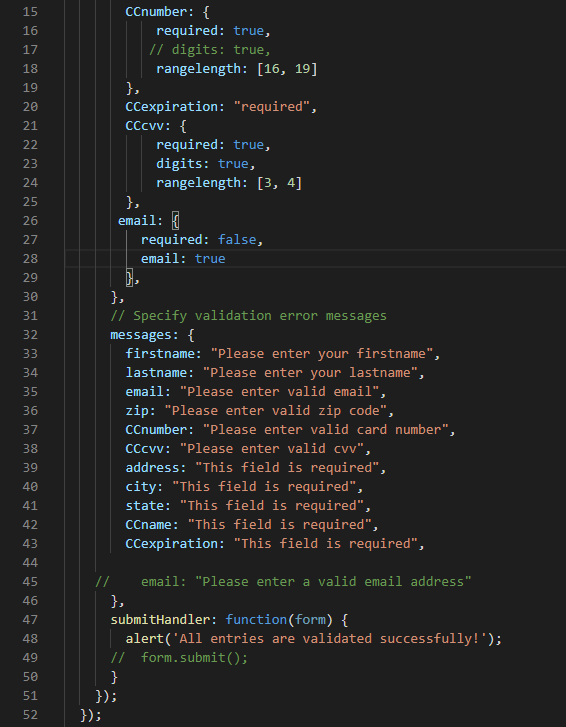 15 CCnumber: {
16 required: true,
17 // digits: true,
18 rangelength: [16, 19]
19 },
20 CCexpiration: "required",
21 CCcvv: {
22 required: true,
23 digits: true,
24 rangelength: [3, 4]
25 },
26 email: {
27 required: false,
28 email: true
29 },
30 },
31 // Specify validation error messages
32 messages: {
33 firstname: "Please enter your firstname",
34 lastname: "Please enter your lastname",
35 email: "Please enter valid email",
36 zip: "Please enter valid zip code",
37 CCnumber: "Please enter valid card number",
38 CCcvv: "Please enter valid cvv",
39 address: "This field is required",
40 city: "This field is required",
41 state: "This field is required",
42 CCname: "This field is required",
43 CCexpiration: "This field is required",
44
45 // email: "Please enter a valid email address"
46 },
47 submitHandler: function(form) {
48 alert('All entries are validated successfully!');
49 // form.submit();
50 }
51 });
52 });